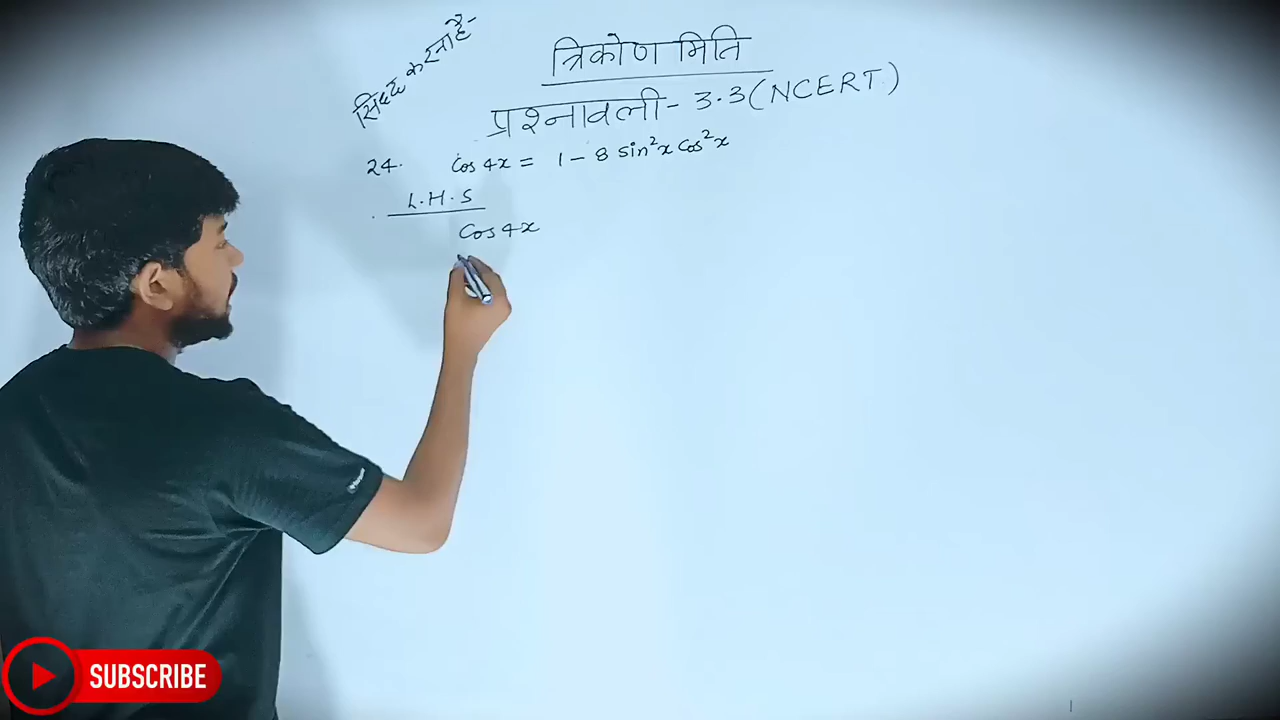 सिद्ध करना है-
त्रिकोणमिति
प्रश्नावली- 3.3 (NCERT)
24. cos 4x = 1 - 8 sin²x cos²x
L.H.S
cos 4x
SUBSCRIBE